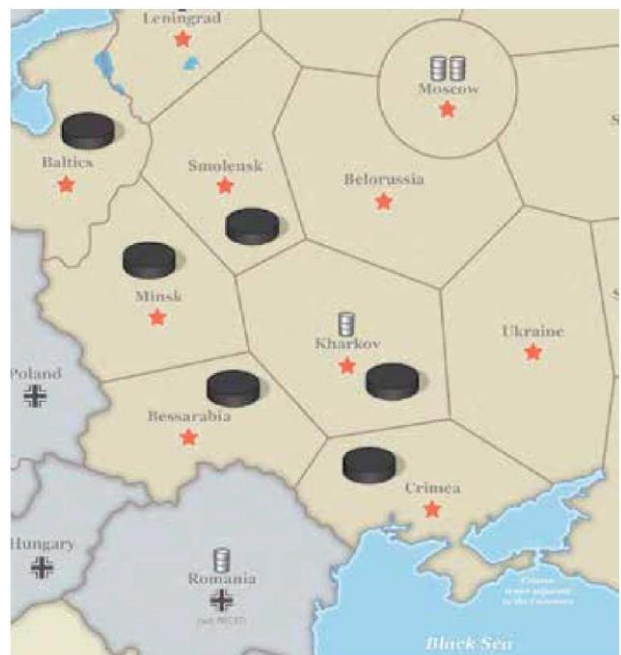 Leningrad
Moscow
Baltics
Smolensk
Belorussia
Minsk
Kharkov
Ukraine
Poland
Bessarabia
Crimea
Hungary
Romania
Black Sea